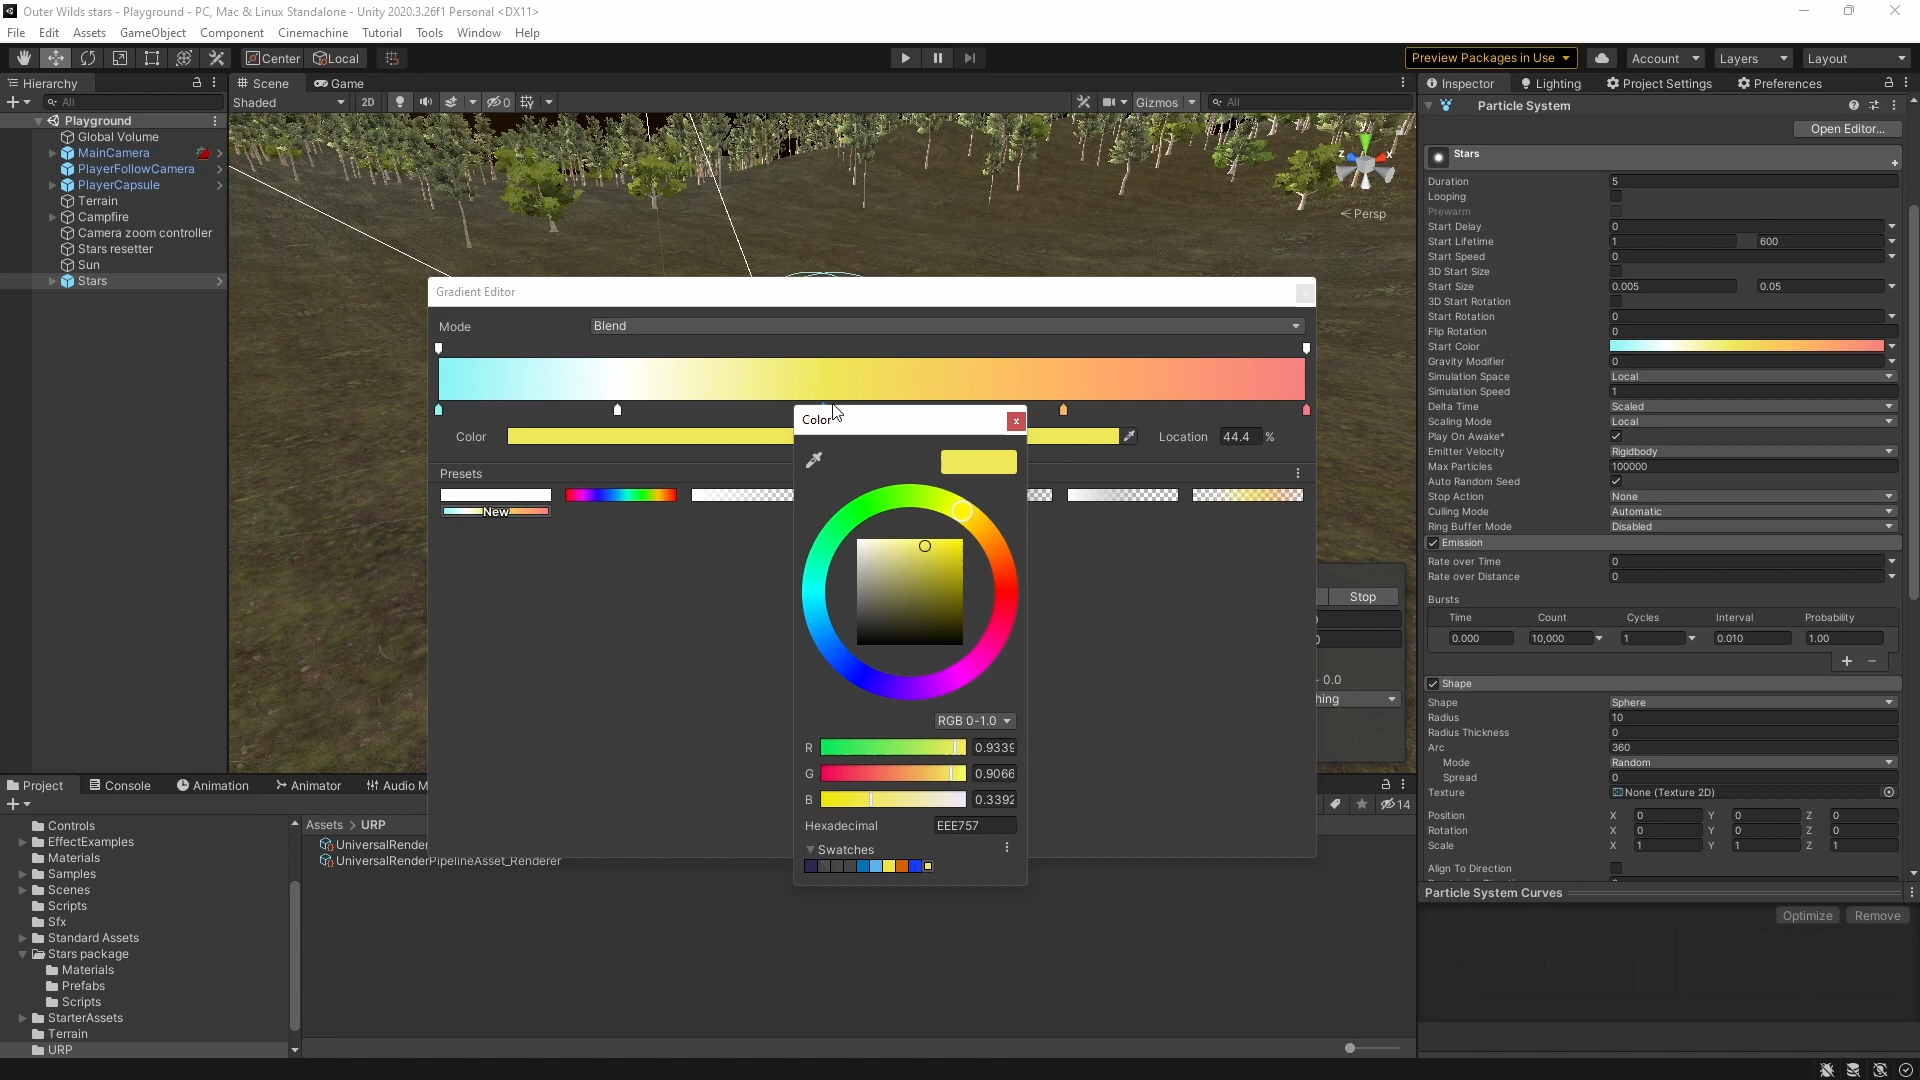 Outer Wilds stars - Playground - PC, Mac & Linux Standalone - Unity 2020.3.26f1 Personal <DX11>
File Edit Assets GameObject Component Cinemachine Tutorial Tools Window Help
Center Local Preview Packages in Use Account Layers Layout
Hierarchy
All
Playground
Global Volume
MainCamera
PlayerFollowCamera
PlayerCapsule
Terrain
Campfire
Camera zoom controller
Stars resetter
Sun
Stars
Scene Game
Shaded 2D 0 Gizmos All
Z X
< Persp
Gradient Editor
Mode Blend
Color Location 44.4 %
Presets
New
Color
RGB 0-1.0
R 0.9339
G 0.9066
B 0.3392
Hexadecimal EEE757
Swatches
Stop
0.0
hing
Inspector Lighting Project Settings Preferences
Particle System
Open Editor...
Stars
Duration 5
Looping
Prewarm
Start Delay 0
Start Lifetime 1 600
Start Speed 0
3D Start Size
Start Size 0.005 0.05
3D Start Rotation
Start Rotation 0
Flip Rotation 0
Start Color
Gravity Modifier 0
Simulation Space Local
Simulation Speed 1
Delta Time Scaled
Scaling Mode Local
Play On Awake*
Emitter Velocity Rigidbody
Max Particles 100000
Auto Random Seed
Stop Action None
Culling Mode Automatic
Ring Buffer Mode Disabled
Emission
Rate over Time 0
Rate over Distance 0
Bursts
Time Count Cycles Interval Probability
0.000 10,000 1 0.010 1.00
Shape
Shape Sphere
Radius 10
Radius Thickness 0
Arc 360
Mode Random
Spread 0
Texture None (Texture 2D)
Position X 0 Y 0 Z 0
Rotation X 0 Y 0 Z 0
Scale X 1 Y 1 Z 1
Align To Direction
Particle System Curves
Optimize Remove
Project Console Animation Animator Audio M
14
Controls
EffectExamples
Materials
Samples
Scenes
Scripts
Sfx
Standard Assets
Stars package
Materials
Prefabs
Scripts
StarterAssets
Terrain
URP
Assets > URP
UniversalRender
UniversalRenderPipelineAsset_Renderer